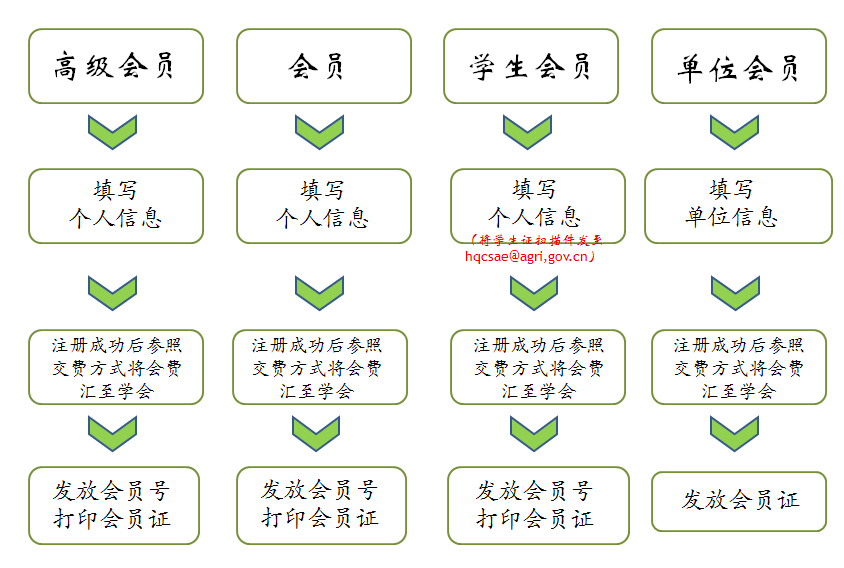 高级会员
会员
学生会员
单位会员
填写
个人信息
填写
个人信息
填写
个人信息
（将学生证扫描件发至
hqcsae@agri,gov.cn）
填写
单位信息
注册成功后参照
交费方式将会费
汇至学会
注册成功后参照
交费方式将会费
汇至学会
注册成功后参照
交费方式将会费
汇至学会
注册成功后参照
交费方式将会费
汇至学会
发放会员号
打印会员证
发放会员号
打印会员证
发放会员号
打印会员证
发放会员证